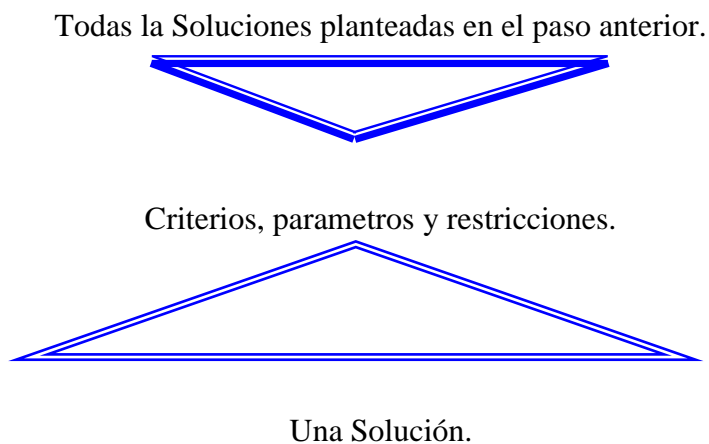 Todas la Soluciones planteadas en el paso anterior.
Criterios, parametros y restricciones.
Una Solución.